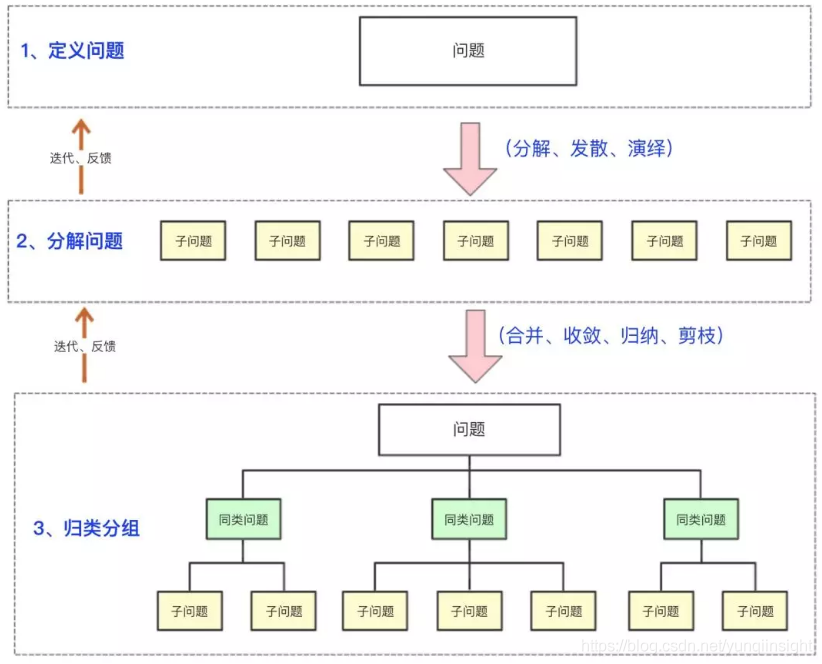 1、定义问题
问题
迭代、反馈
（分解、发散、演绎）
2、分解问题
子问题
子问题
子问题
子问题
子问题
子问题
子问题
迭代、反馈
（合并、收敛、归纳、剪枝）
问题
3、归类分组
同类问题
同类问题
同类问题
子问题
子问题
子问题
子问题
子问题
子问题
子问题
https://blog.csdn.net/yunqiinsight